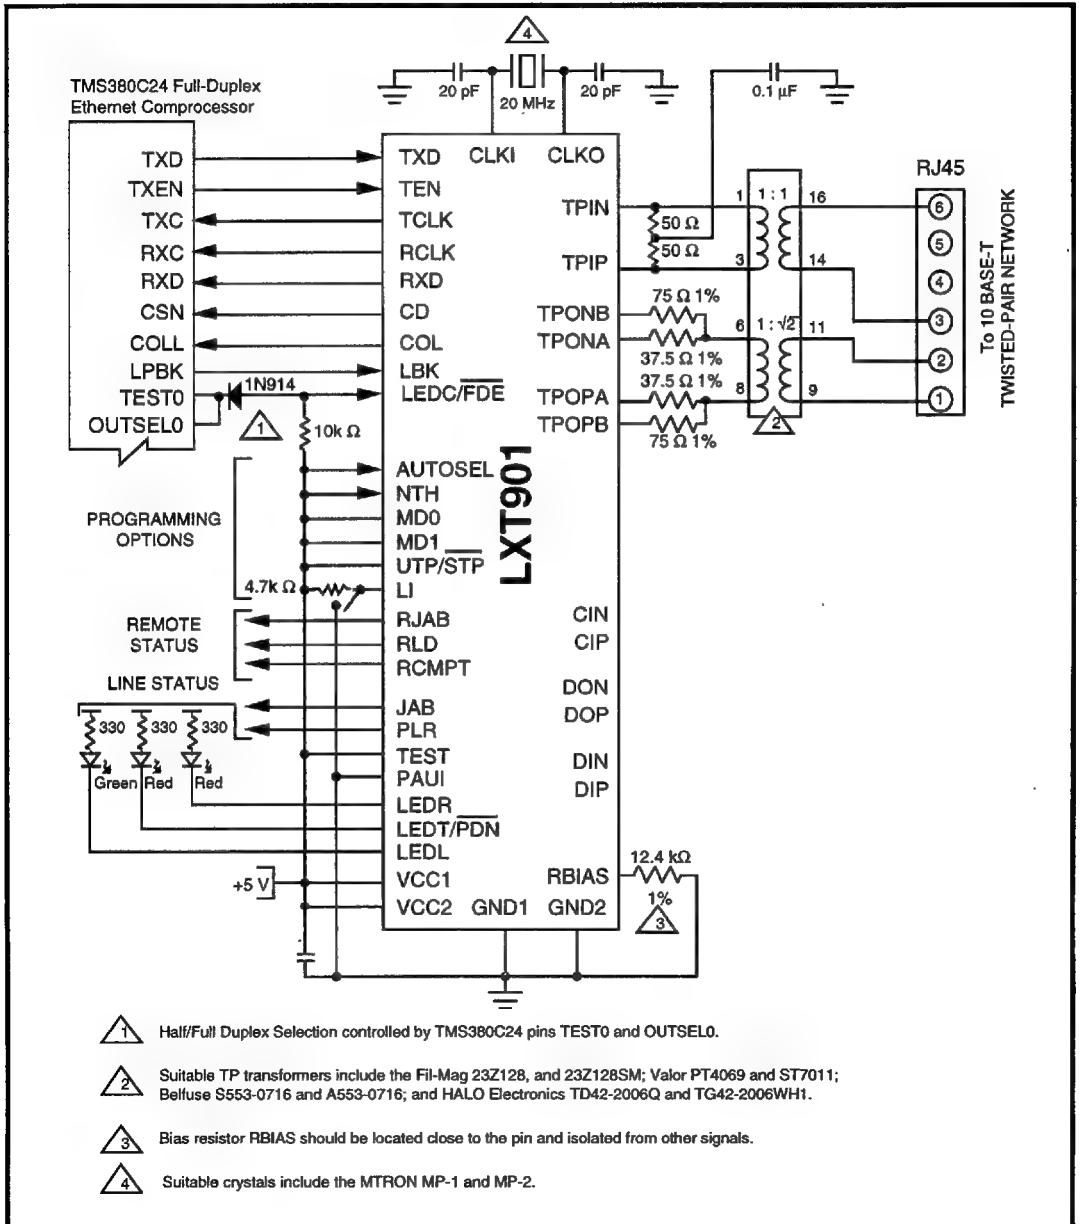 4
20 pF
20 MHz
20 pF
0.1 µF
TMS380C24 Full-Duplex
Ethernet Comprocessor
TXD
TXEN
TXC
RXC
RXD
CSN
COLL
LPBK
TEST0
OUTSEL0
1N914
1
10k Ω
PROGRAMMING
OPTIONS
4.7k Ω
REMOTE
STATUS
LINE STATUS
330
330
330
Green
Red
Red
+5 V
TXD
CLKI
CLKO
TEN
TCLK
RCLK
RXD
CD
COL
LBK
LEDC/FDE
AUTOSEL
NTH
MD0
MD1
UTP/STP
LI
RJAB
RLD
RCMPT
JAB
PLR
TEST
PAUI
LEDR
LEDT/PDN
LEDL
VCC1
VCC2
GND1
GND2
LXT901
TPIN
TPIP
TPONB
TPONA
TPOPA
TPOPB
CIN
CIP
DON
DOP
DIN
DIP
RBIAS
50 Ω
50 Ω
75 Ω 1%
37.5 Ω 1%
37.5 Ω 1%
75 Ω 1%
12.4 kΩ
1%
3
1
1 : 1
16
3
14
6
1 : √2
11
8
9
2
RJ45
6
5
4
3
2
1
To 10 BASE-T
TWISTED-PAIR NETWORK
1 Half/Full Duplex Selection controlled by TMS380C24 pins TEST0 and OUTSEL0.
2 Suitable TP transformers include the Fil-Mag 23Z128, and 23Z128SM; Valor PT4069 and ST7011;
Belfuse S553-0716 and A553-0716; and HALO Electronics TD42-2006Q and TG42-2006WH1.
3 Bias resistor RBIAS should be located close to the pin and isolated from other signals.
4 Suitable crystals include the MTRON MP-1 and MP-2.